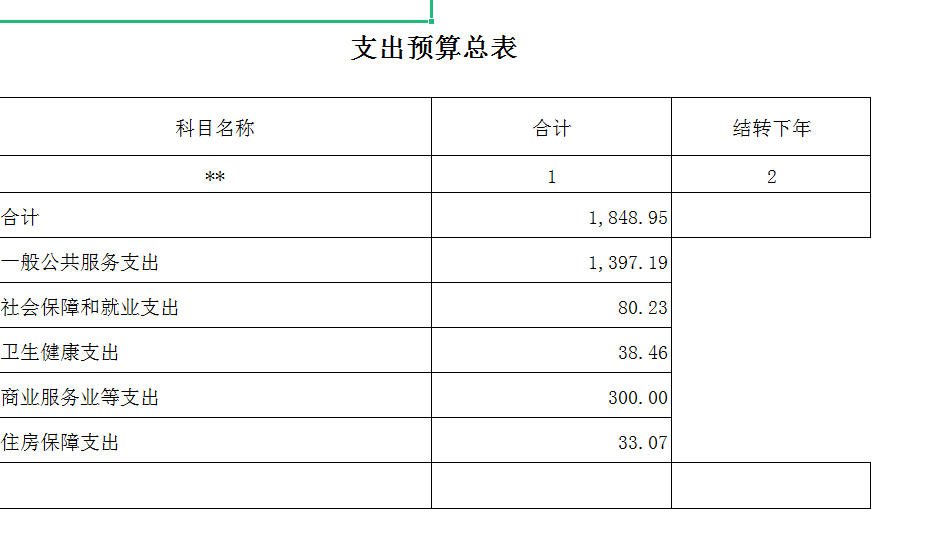 支出预算总表
科目名称 合计 结转下年
** 1 2
合计 1,848.95
一般公共服务支出 1,397.19
社会保障和就业支出 80.23
卫生健康支出 38.46
商业服务业等支出 300.00
住房保障支出 33.07